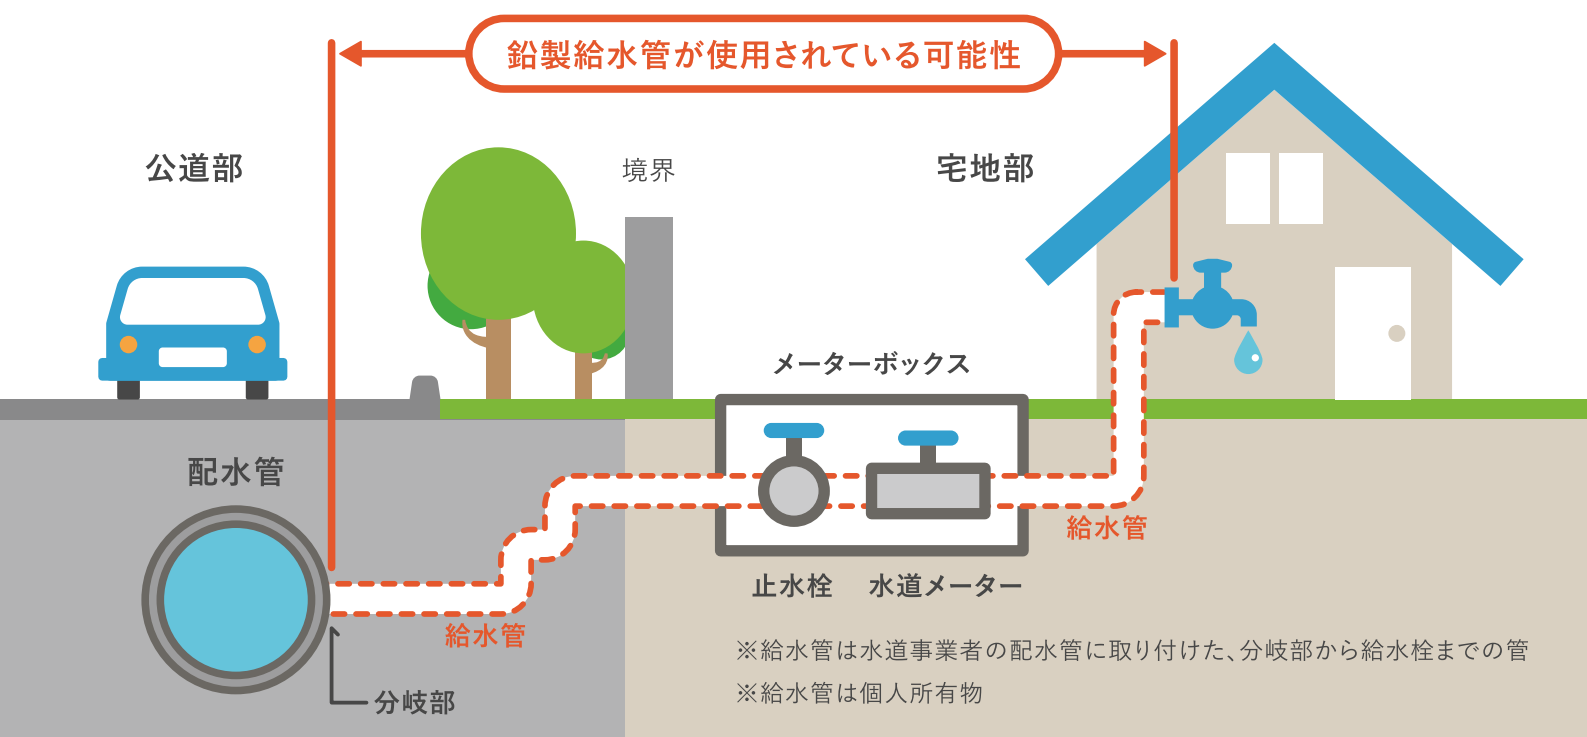 鉛製給水管が使用されている可能性
公道部
境界
宅地部
メーターボックス
配水管
給水管
止水栓
水道メーター
給水管
分岐部
※給水管は水道事業者の配水管に取り付けた、分岐部から給水栓までの管
※給水管は個人所有物